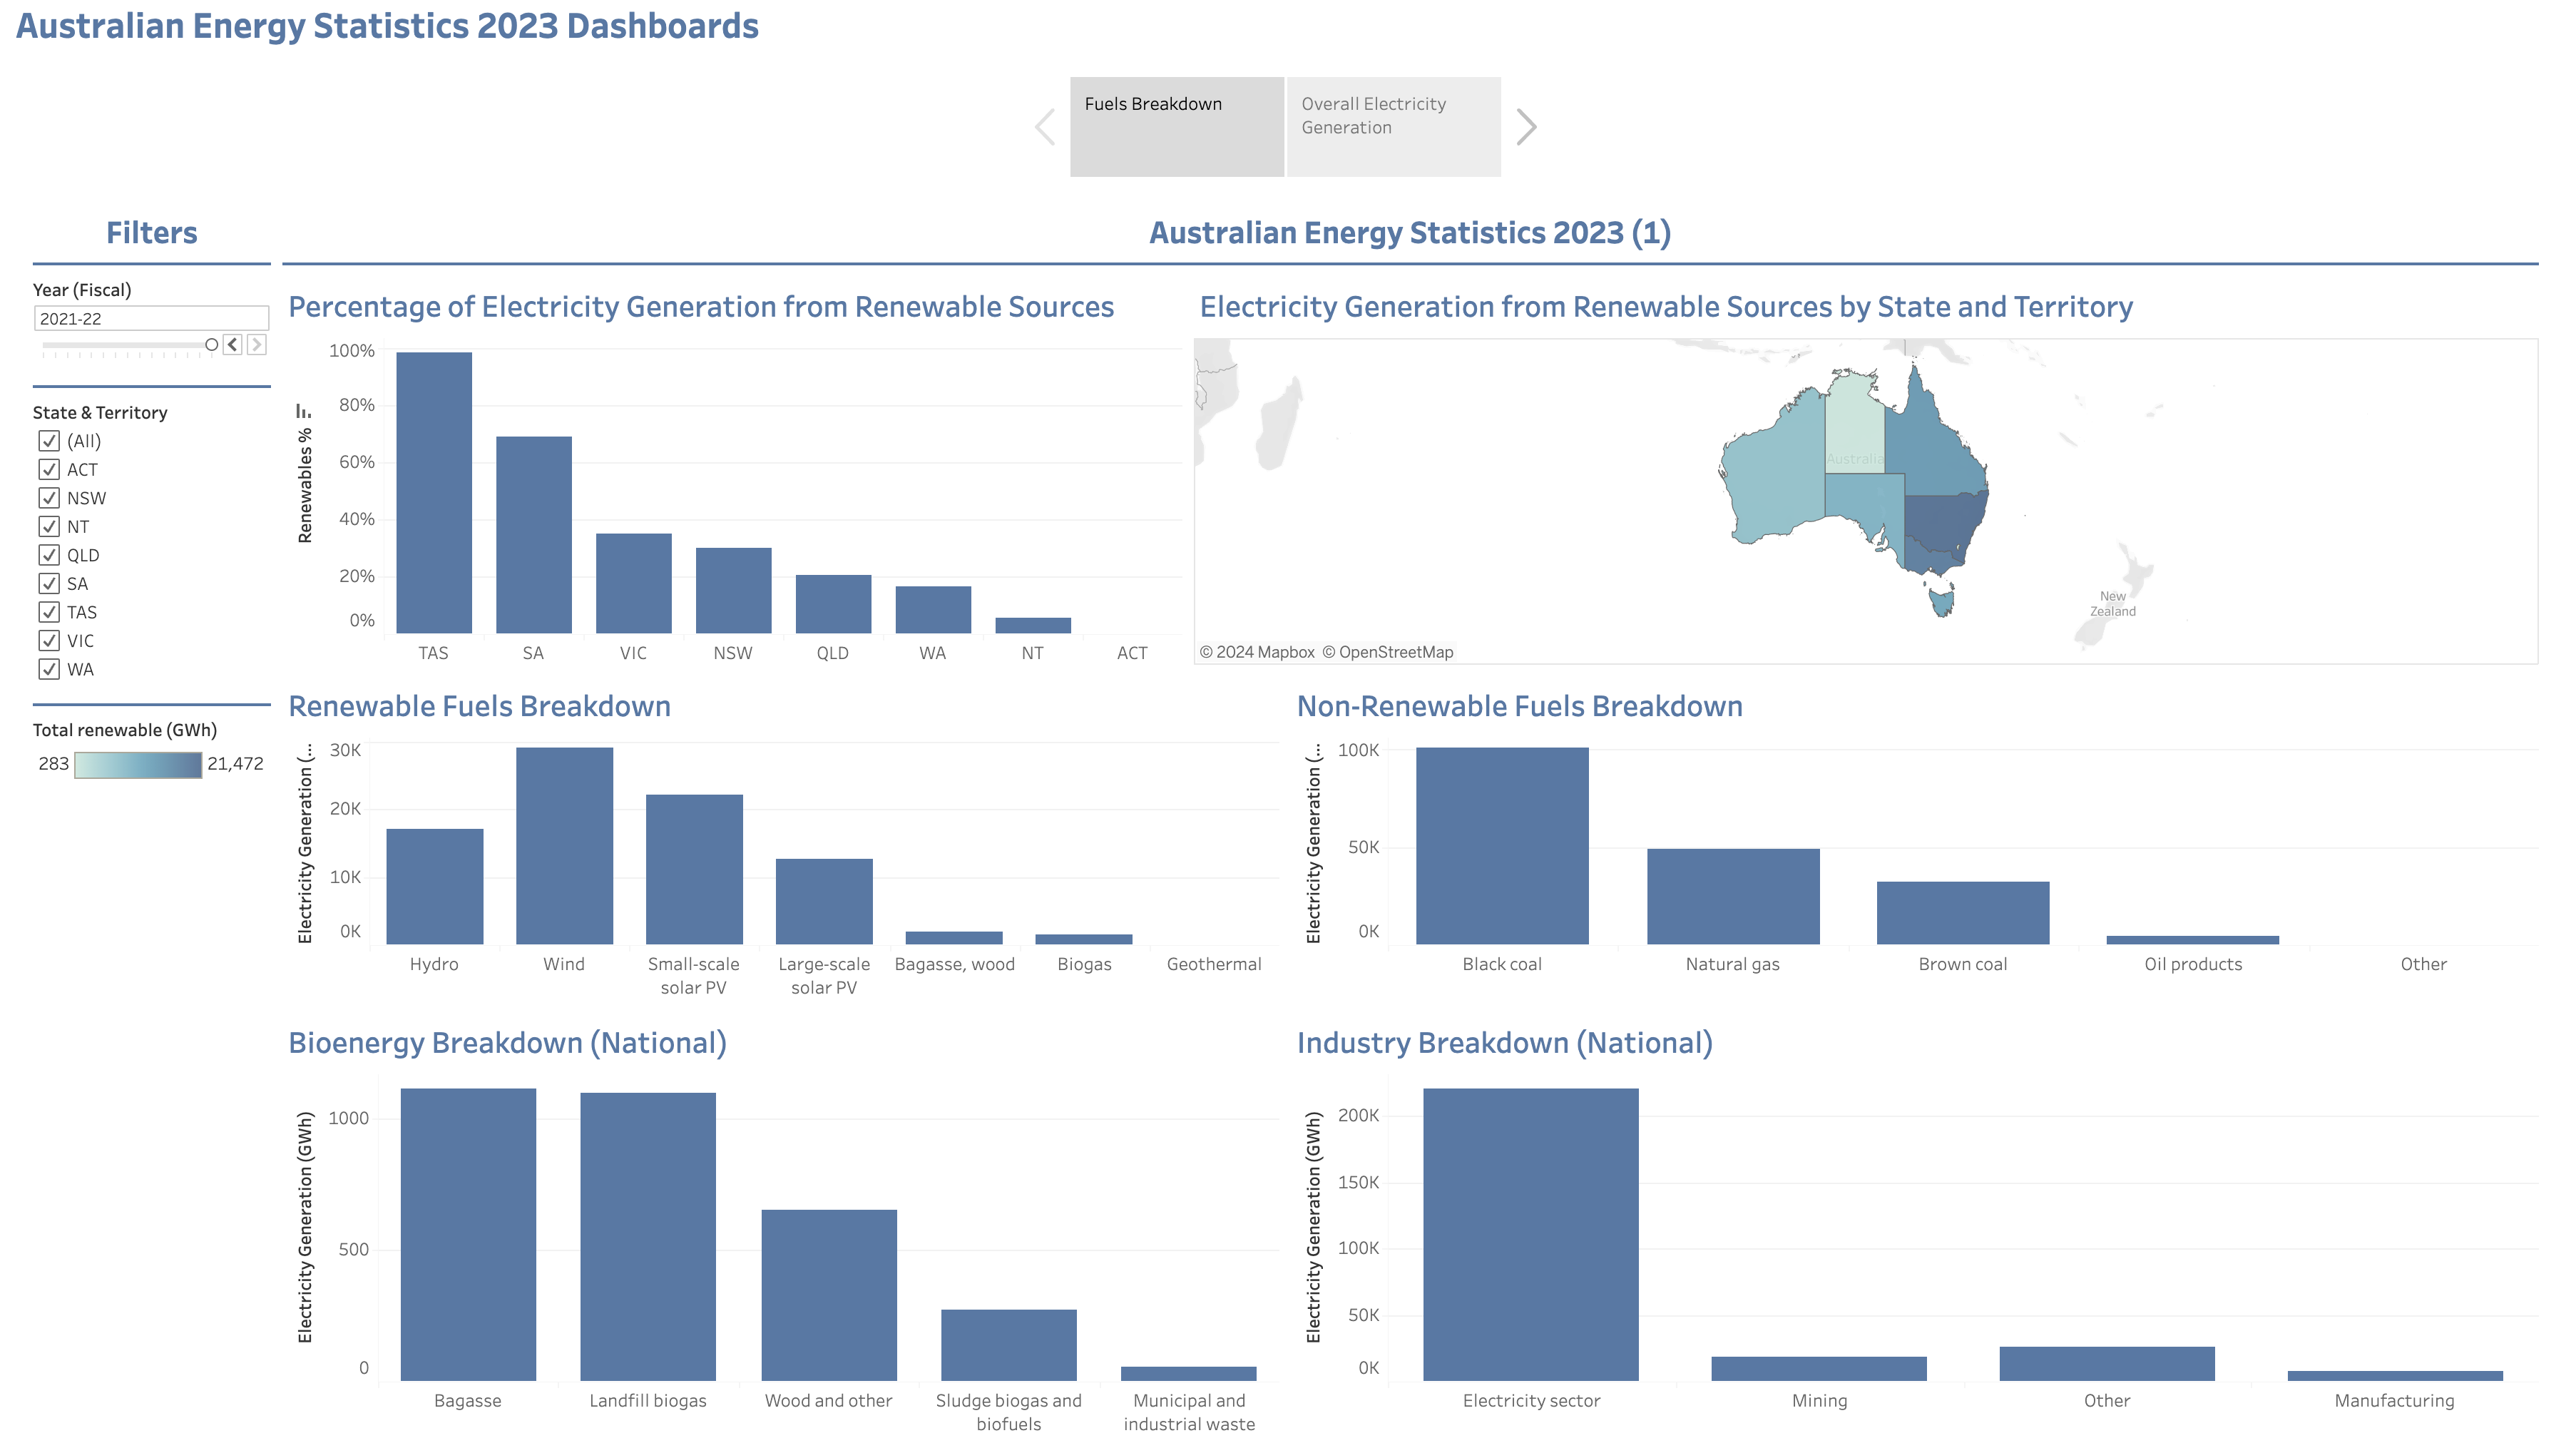 Australian Energy Statistics 2023 Dashboards
Fuels Breakdown
Overall Electricity
Generation
Filters
Australian Energy Statistics 2023 (1)
Year (Fiscal)
2021-22
State & Territory
(All)
ACT
NSW
NT
QLD
SA
TAS
VIC
WA
Total renewable (GWh)
283
21,472
Percentage of Electricity Generation from Renewable Sources
Renewables %
100%
80%
60%
40%
20%
0%
TAS
SA
VIC
NSW
QLD
WA
NT
ACT
Electricity Generation from Renewable Sources by State and Territory
Australia
New
Zealand
© 2024 Mapbox © OpenStreetMap
Renewable Fuels Breakdown
Electricity Generation (...
30K
20K
10K
0K
Hydro
Wind
Small-scale
solar PV
Large-scale
solar PV
Bagasse, wood
Biogas
Geothermal
Non-Renewable Fuels Breakdown
Electricity Generation (...
100K
50K
0K
Black coal
Natural gas
Brown coal
Oil products
Other
Bioenergy Breakdown (National)
Electricity Generation (GWh)
1000
500
0
Bagasse
Landfill biogas
Wood and other
Sludge biogas and
biofuels
Municipal and
industrial waste
Industry Breakdown (National)
Electricity Generation (GWh)
200K
150K
100K
50K
0K
Electricity sector
Mining
Other
Manufacturing